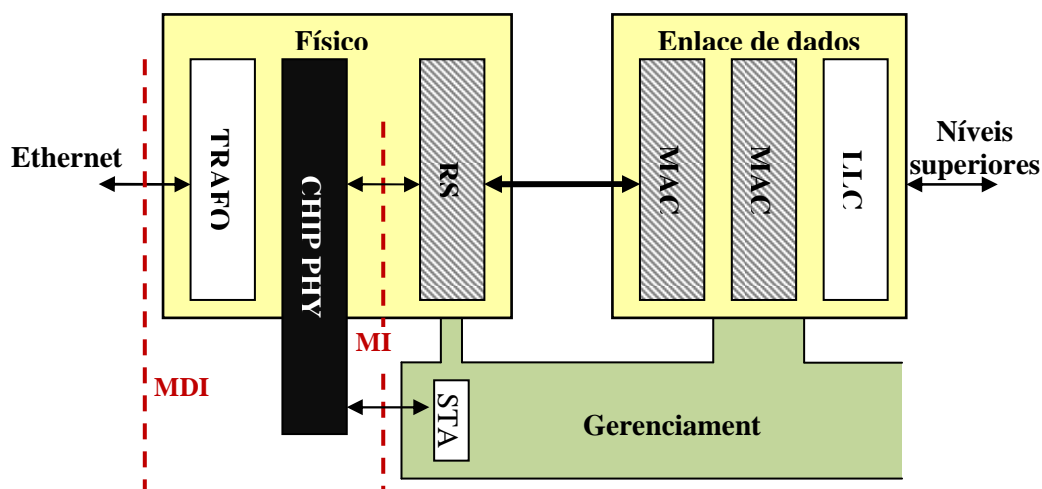 Físico
Enlace de dados
Ethernet
TRAFO
CHIP PHY
RS
MAC
MAC
LLC
Níveis
superiores
MI
MDI
STA
Gerenciament